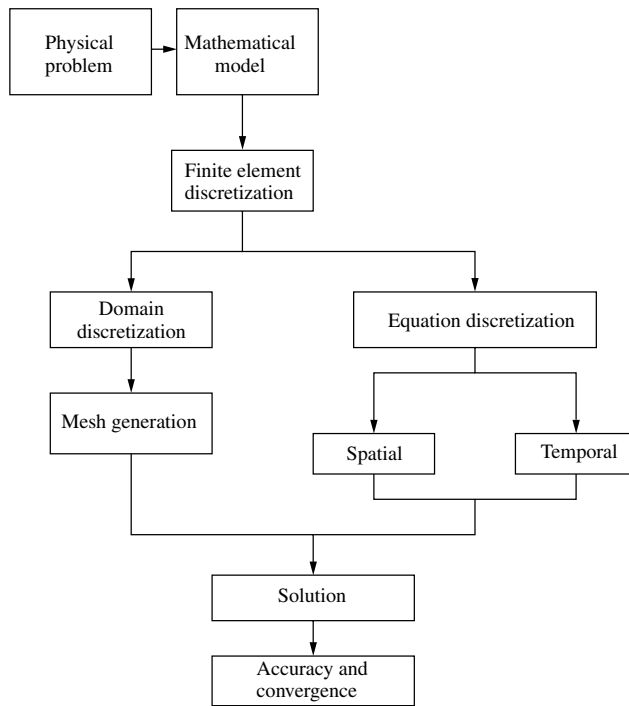 Physical
problem
Mathematical
model
Finite element
discretization
Domain
discretization
Equation discretization
Mesh generation
Spatial
Temporal
Solution
Accuracy and
convergence